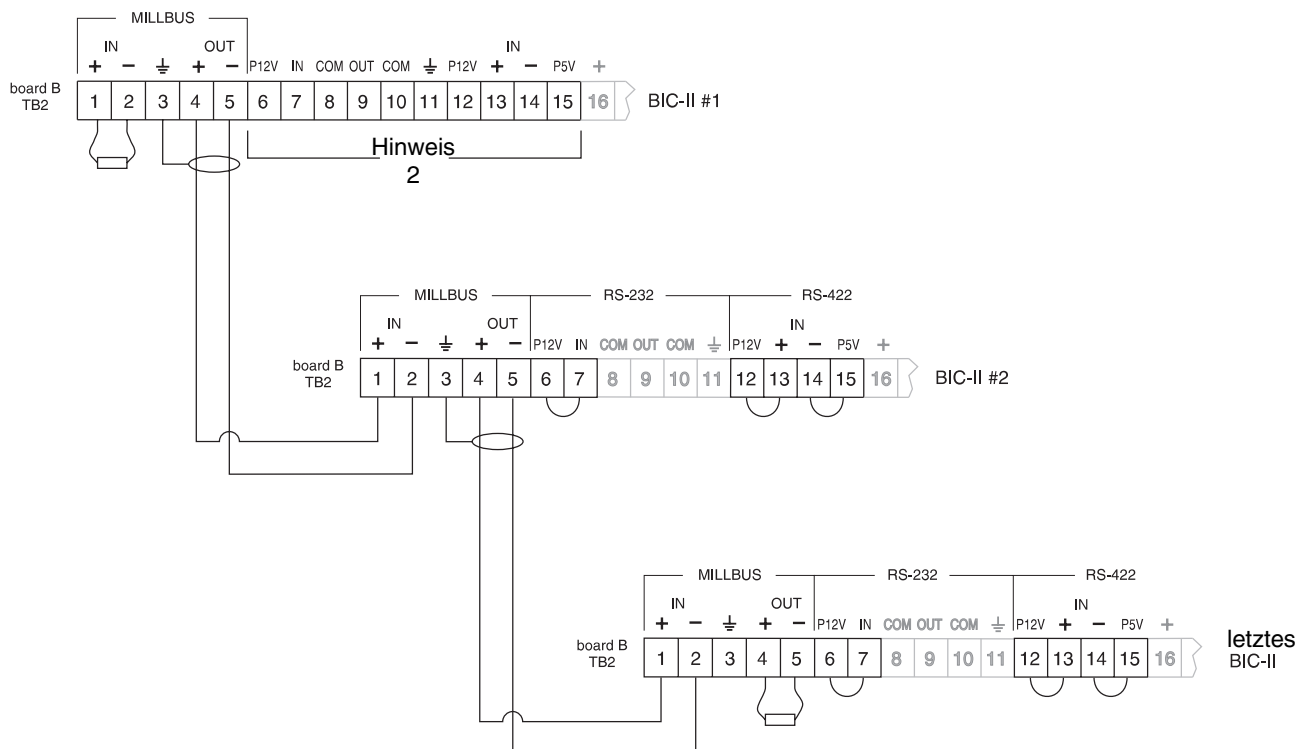 MILLBUS
IN OUT
+ − ⏚ + − P12V IN COM OUT COM ⏚ P12V + IN − P5V +
board B
TB2
1 2 3 4 5 6 7 8 9 10 11 12 13 14 15 16 BIC-II #1
Hinweis
2
MILLBUS RS-232 RS-422
IN OUT IN
+ − ⏚ + − P12V IN COM OUT COM ⏚ P12V + − P5V +
board B
TB2
1 2 3 4 5 6 7 8 9 10 11 12 13 14 15 16 BIC-II #2
MILLBUS RS-232 RS-422
IN OUT IN
+ − ⏚ + − P12V IN COM OUT COM ⏚ P12V + − P5V +
board B
TB2
1 2 3 4 5 6 7 8 9 10 11 12 13 14 15 16 letztes
BIC-II